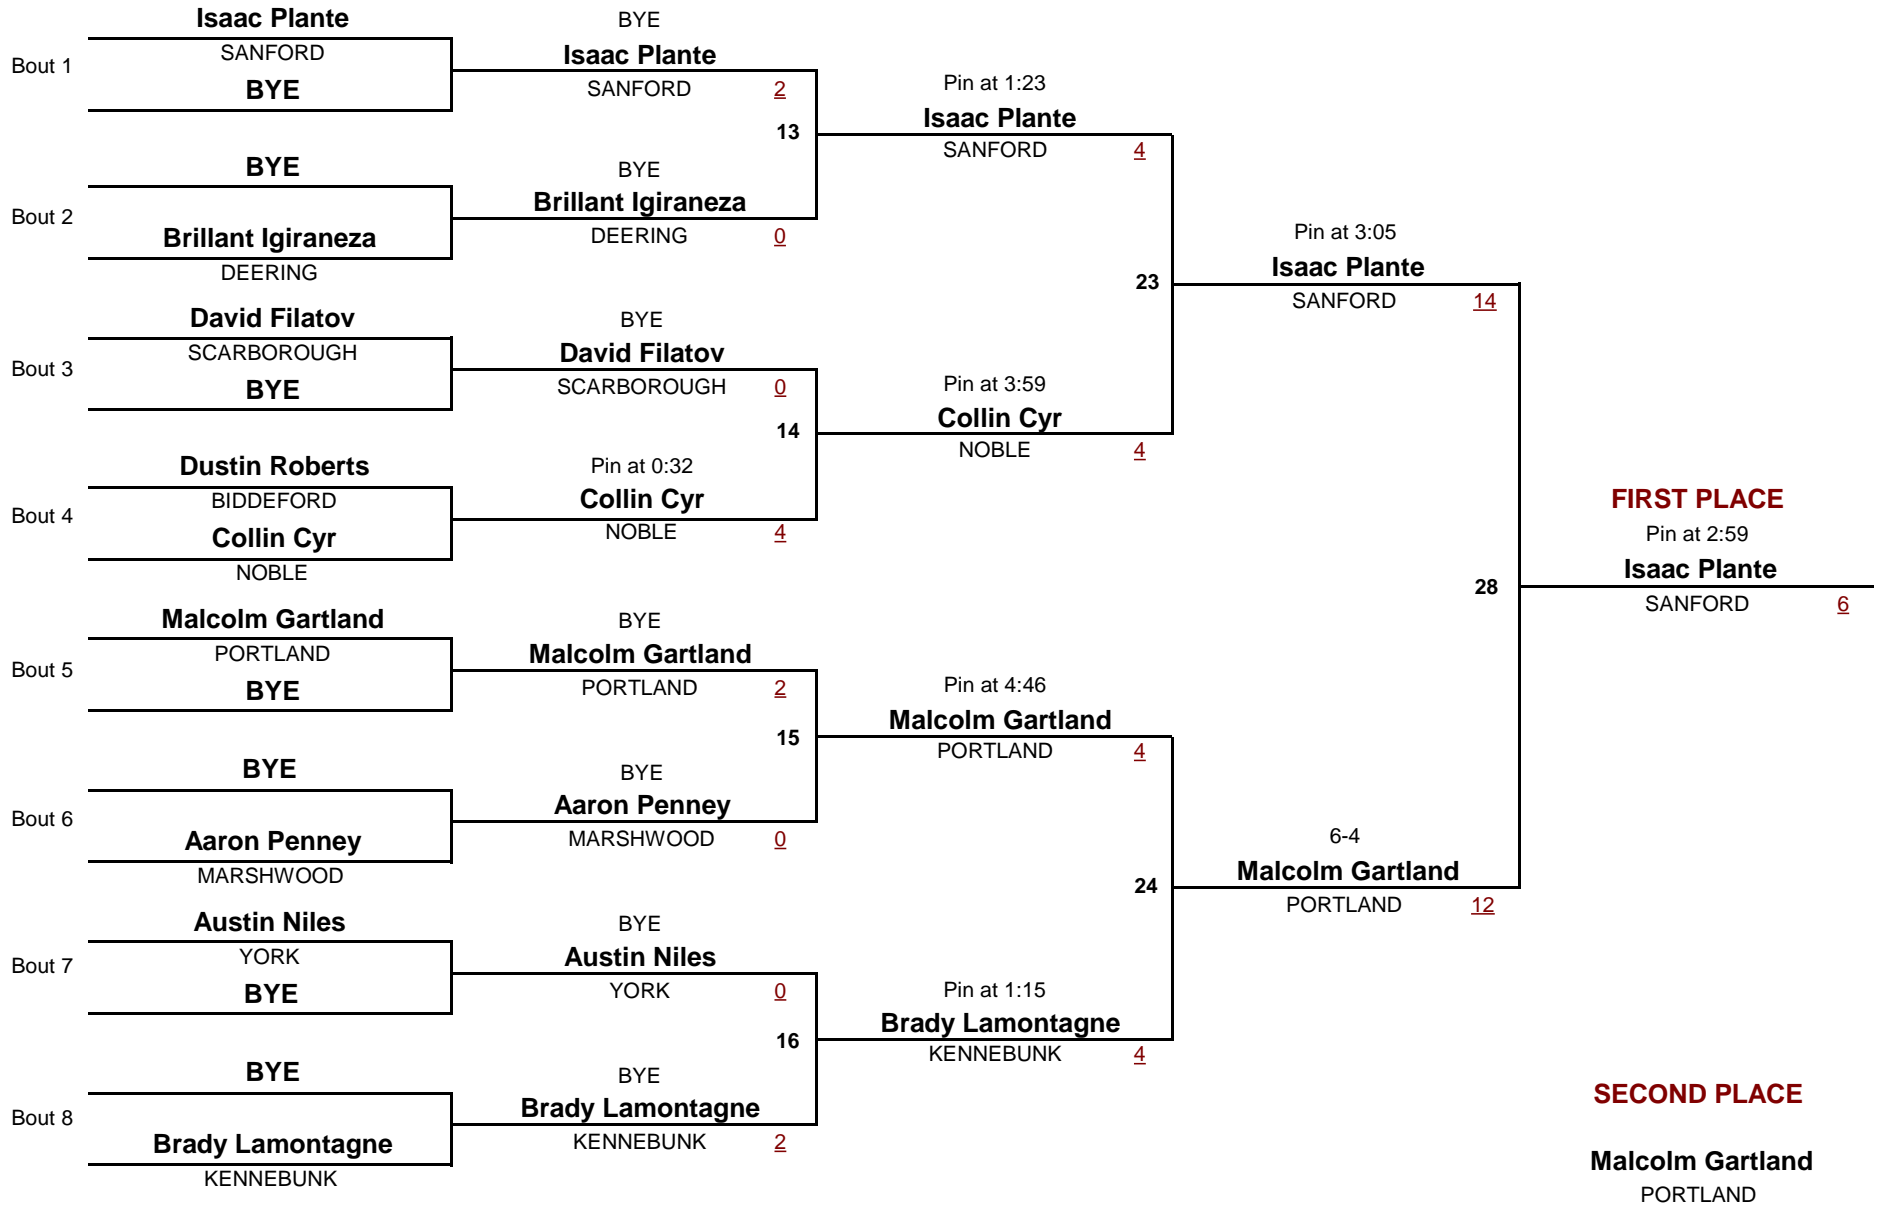 Isaac Plante
Bout 1
SANFORD
BYE
BYE
Bout 2
Brillant Igiraneza
DEERING
David Filatov
Bout 3
SCARBOROUGH
BYE
Dustin Roberts
Bout 4
BIDDEFORD
Collin Cyr
NOBLE
Malcolm Gartland
Bout 5
PORTLAND
BYE
BYE
Bout 6
Aaron Penney
MARSHWOOD
Austin Niles
Bout 7
YORK
BYE
BYE
Bout 8
Brady Lamontagne
KENNEBUNK
BYE
Isaac Plante
SANFORD 2
13
BYE
Brillant Igiraneza
DEERING 0
BYE
David Filatov
SCARBOROUGH 0
14
Pin at 0:32
Collin Cyr
NOBLE 4
BYE
Malcolm Gartland
PORTLAND 2
15
BYE
Aaron Penney
MARSHWOOD 0
BYE
Austin Niles
YORK 0
16
BYE
Brady Lamontagne
KENNEBUNK 2
Pin at 1:23
Isaac Plante
SANFORD 4
23
Pin at 3:59
Collin Cyr
NOBLE 4
Pin at 4:46
Malcolm Gartland
PORTLAND 4
24
Pin at 1:15
Brady Lamontagne
KENNEBUNK 4
Pin at 3:05
Isaac Plante
SANFORD 14
28
6-4
Malcolm Gartland
PORTLAND 12
FIRST PLACE
Pin at 2:59
Isaac Plante
SANFORD 6
SECOND PLACE
Malcolm Gartland
PORTLAND